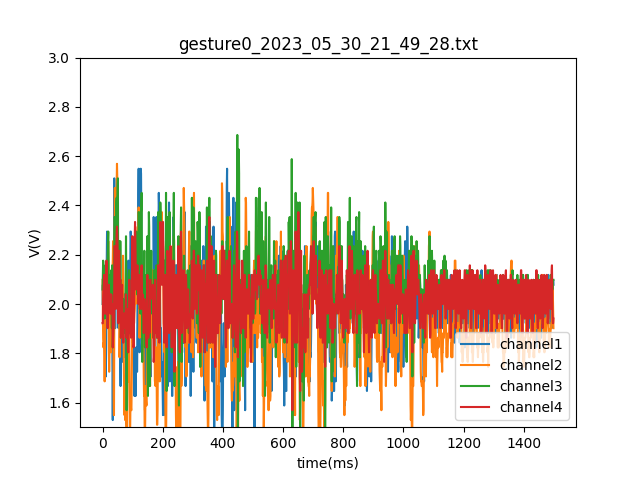 gesture0_2023_05_30_21_49_28.txt
3.0
2.8
2.6
2.4
2.2
2.0
1.8
1.6
V(V)
0 200 400 600 800 1000 1200 1400
time(ms)
channel1
channel2
channel3
channel4